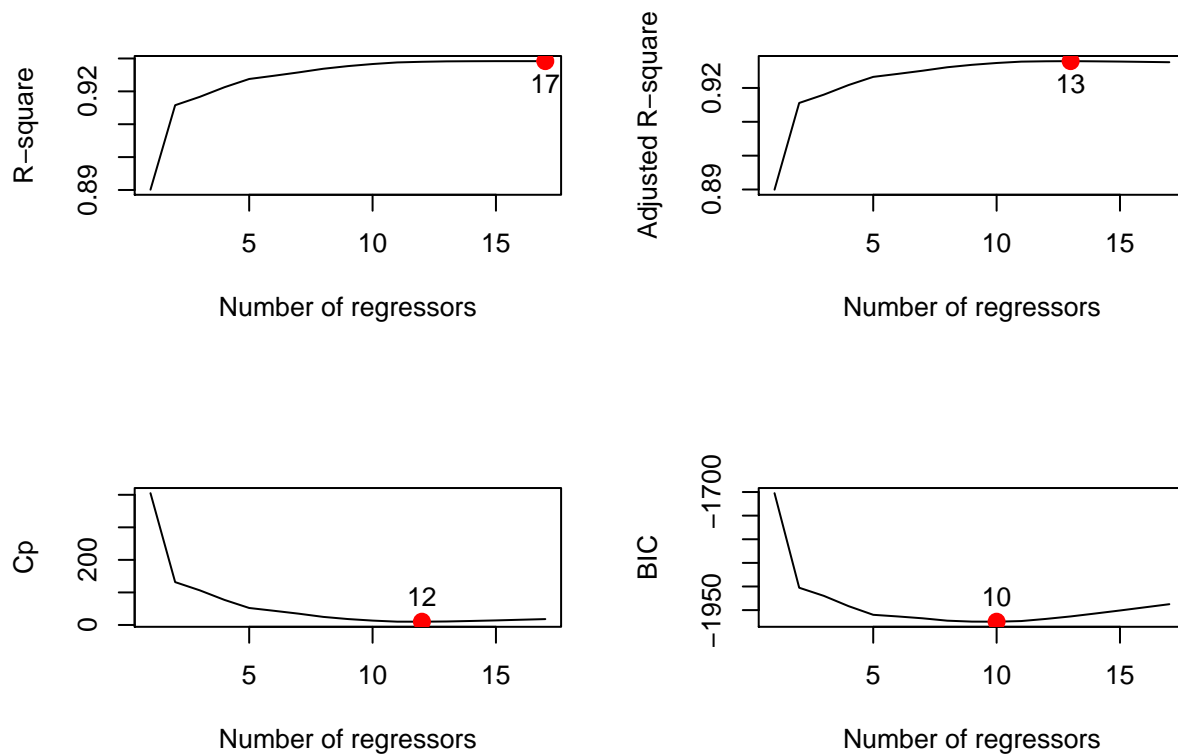 R−square
0.89
0.92
17
5 10 15
Number of regressors
Adjusted R−square
0.89
0.92
13
5 10 15
Number of regressors
Cp
0
200
12
5 10 15
Number of regressors
BIC
−1950
−1700
10
5 10 15
Number of regressors